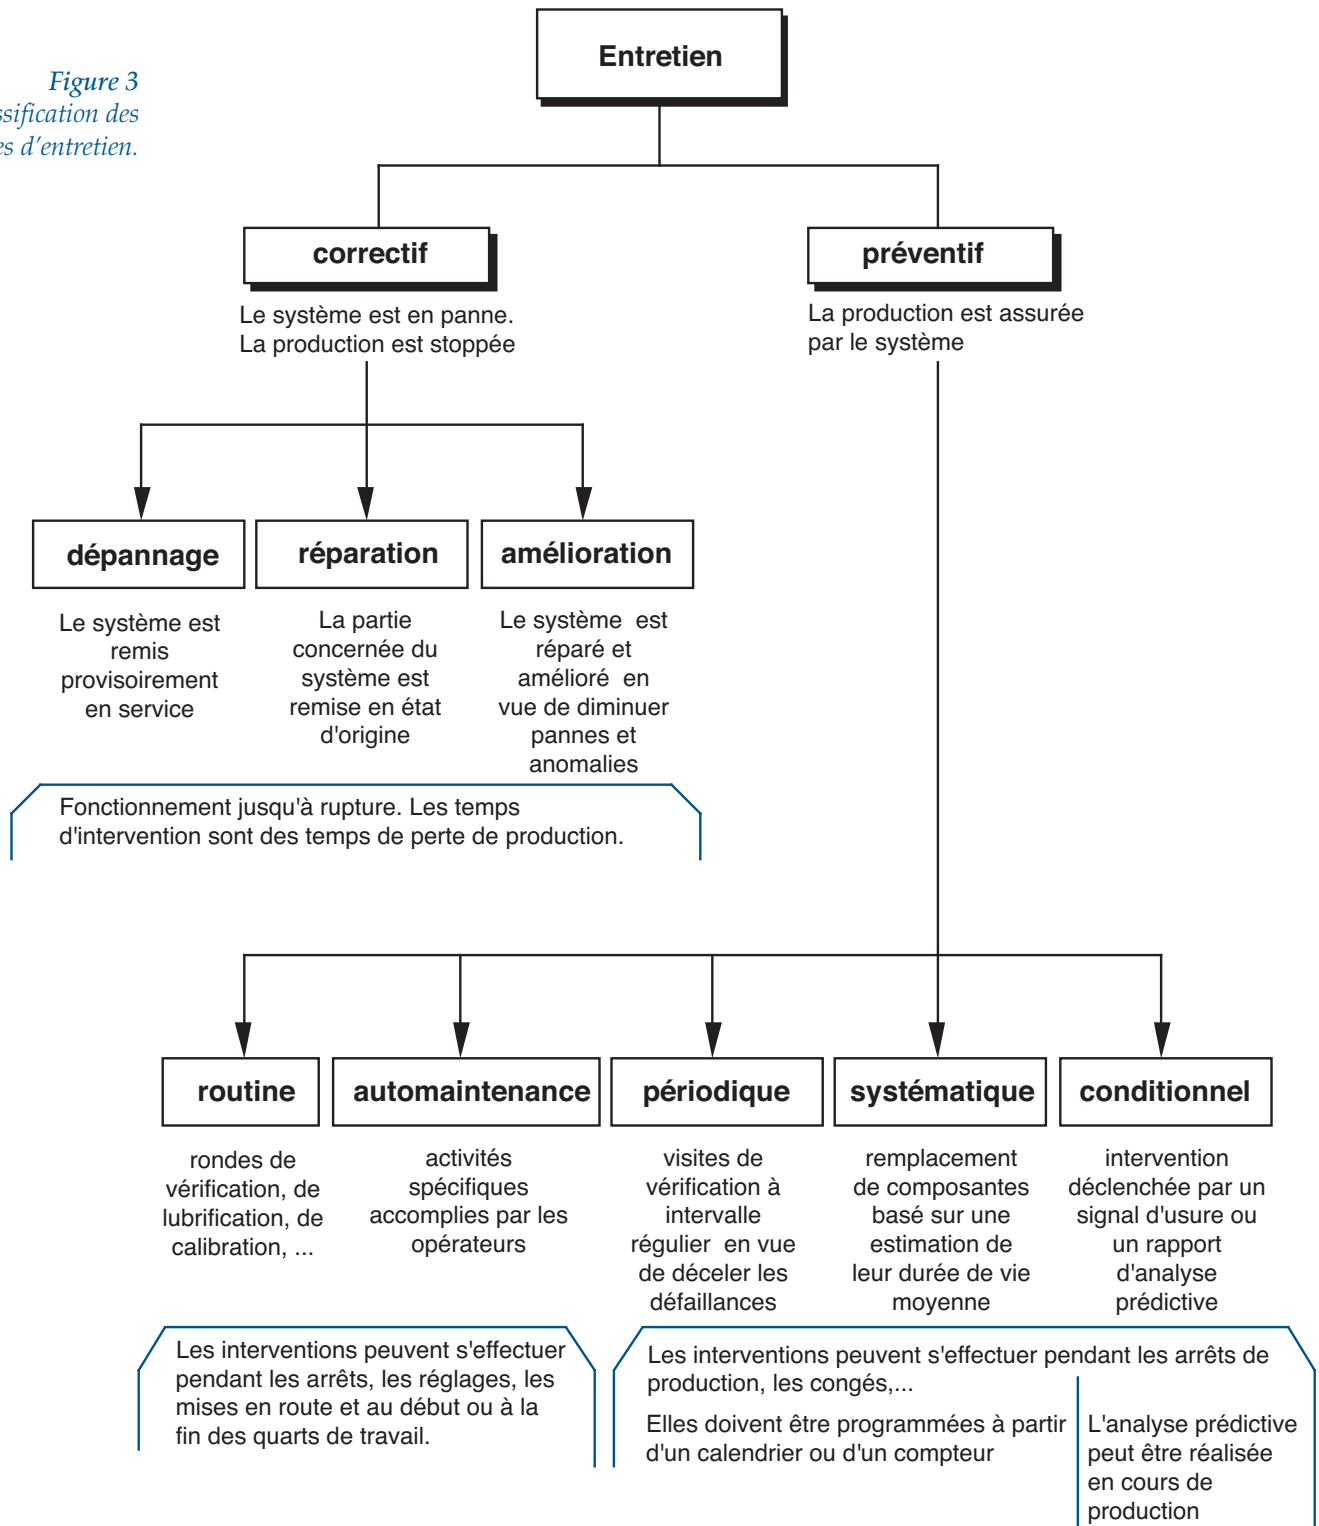 Figure 3
ssification des
es d'entretien.
Entretien
correctif
Le système est en panne.
La production est stoppée
préventif
La production est assurée
par le système
dépannage
Le système est
remis
provisoirement
en service
réparation
La partie
concernée du
système est
remise en état
d'origine
amélioration
Le système est
réparé et
amélioré en
vue de diminuer
pannes et
anomalies
Fonctionnement jusqu'à rupture. Les temps
d'intervention sont des temps de perte de production.
routine
rondes de
vérification, de
lubrification, de
calibration, ...
automaintenance
activités
spécifiques
accomplies par les
opérateurs
périodique
visites de
vérification à
intervalle
régulier en vue
de déceler les
défaillances
systématique
remplacement
de composantes
basé sur une
estimation de
leur durée de vie
moyenne
conditionnel
intervention
déclenchée par un
signal d'usure ou
un rapport
d'analyse
prédictive
Les interventions peuvent s'effectuer
pendant les arrêts, les réglages, les
mises en route et au début ou à la
fin des quarts de travail.
Les interventions peuvent s'effectuer pendant les arrêts de
production, les congés,...
Elles doivent être programmées à partir
d'un calendrier ou d'un compteur
L'analyse prédictive
peut être réalisée
en cours de
production